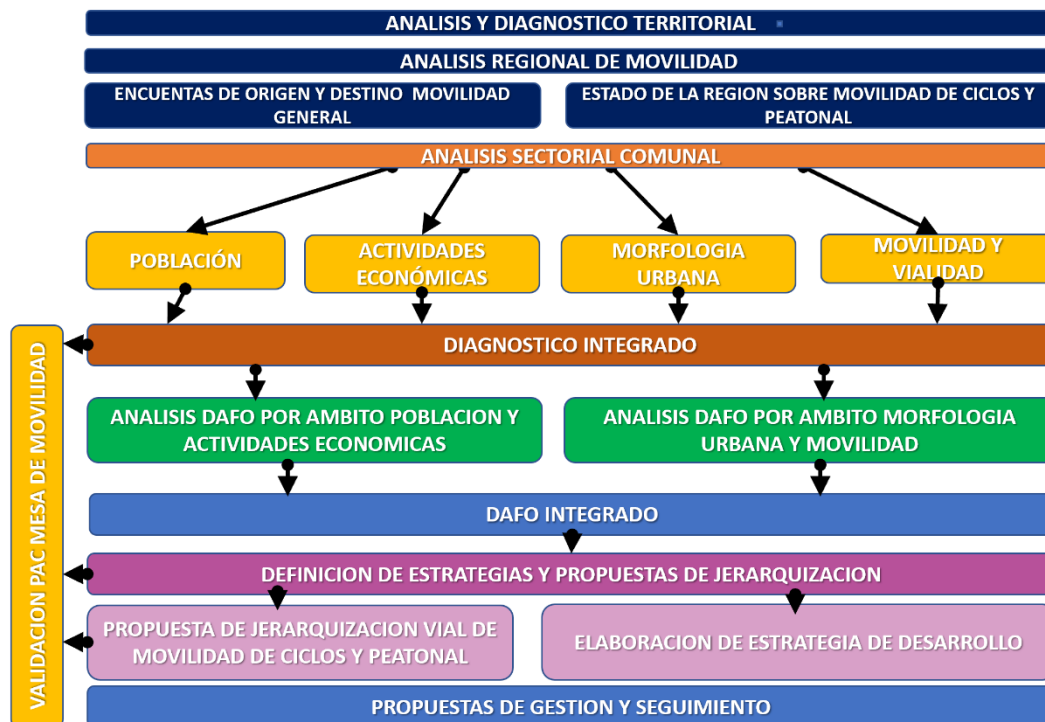 ANALISIS Y DIAGNOSTICO TERRITORIAL
ANALISIS REGIONAL DE MOVILIDAD
ENCUENTAS DE ORIGEN Y DESTINO MOVILIDAD
GENERAL
ESTADO DE LA REGION SOBRE MOVILIDAD DE CICLOS Y
PEATONAL
ANALISIS SECTORIAL COMUNAL
POBLACIÓN
ACTIVIDADES
ECONÓMICAS
MORFOLOGIA
URBANA
MOVILIDAD Y
VIALIDAD
VALIDACION PAC MESA DE MOVILIDAD
DIAGNOSTICO INTEGRADO
ANALISIS DAFO POR AMBITO POBLACION Y
ACTIVIDADES ECONOMICAS
ANALISIS DAFO POR AMBITO MORFOLOGIA
URBANA Y MOVILIDAD
DAFO INTEGRADO
DEFINICION DE ESTRATEGIAS Y PROPUESTAS DE JERARQUIZACION
PROPUESTA DE JERARQUIZACION VIAL DE
MOVILIDAD DE CICLOS Y PEATONAL
ELABORACION DE ESTRATEGIA DE DESARROLLO
PROPUESTAS DE GESTION Y SEGUIMIENTO